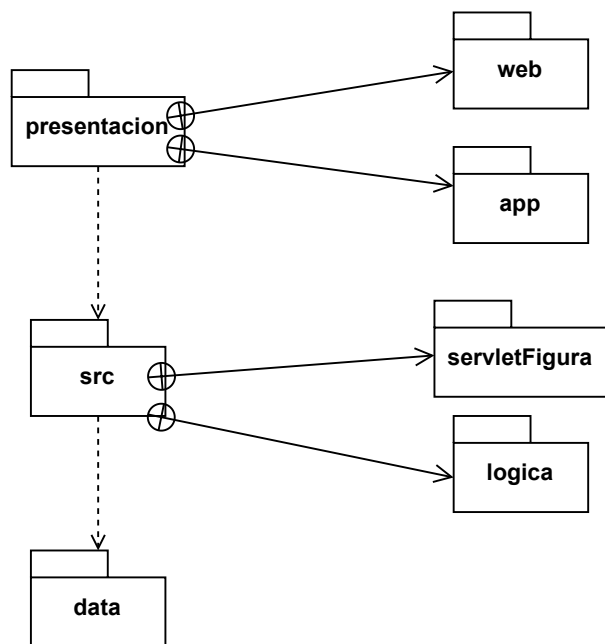 web
presentacion
app
src
servletFigura
logica
data